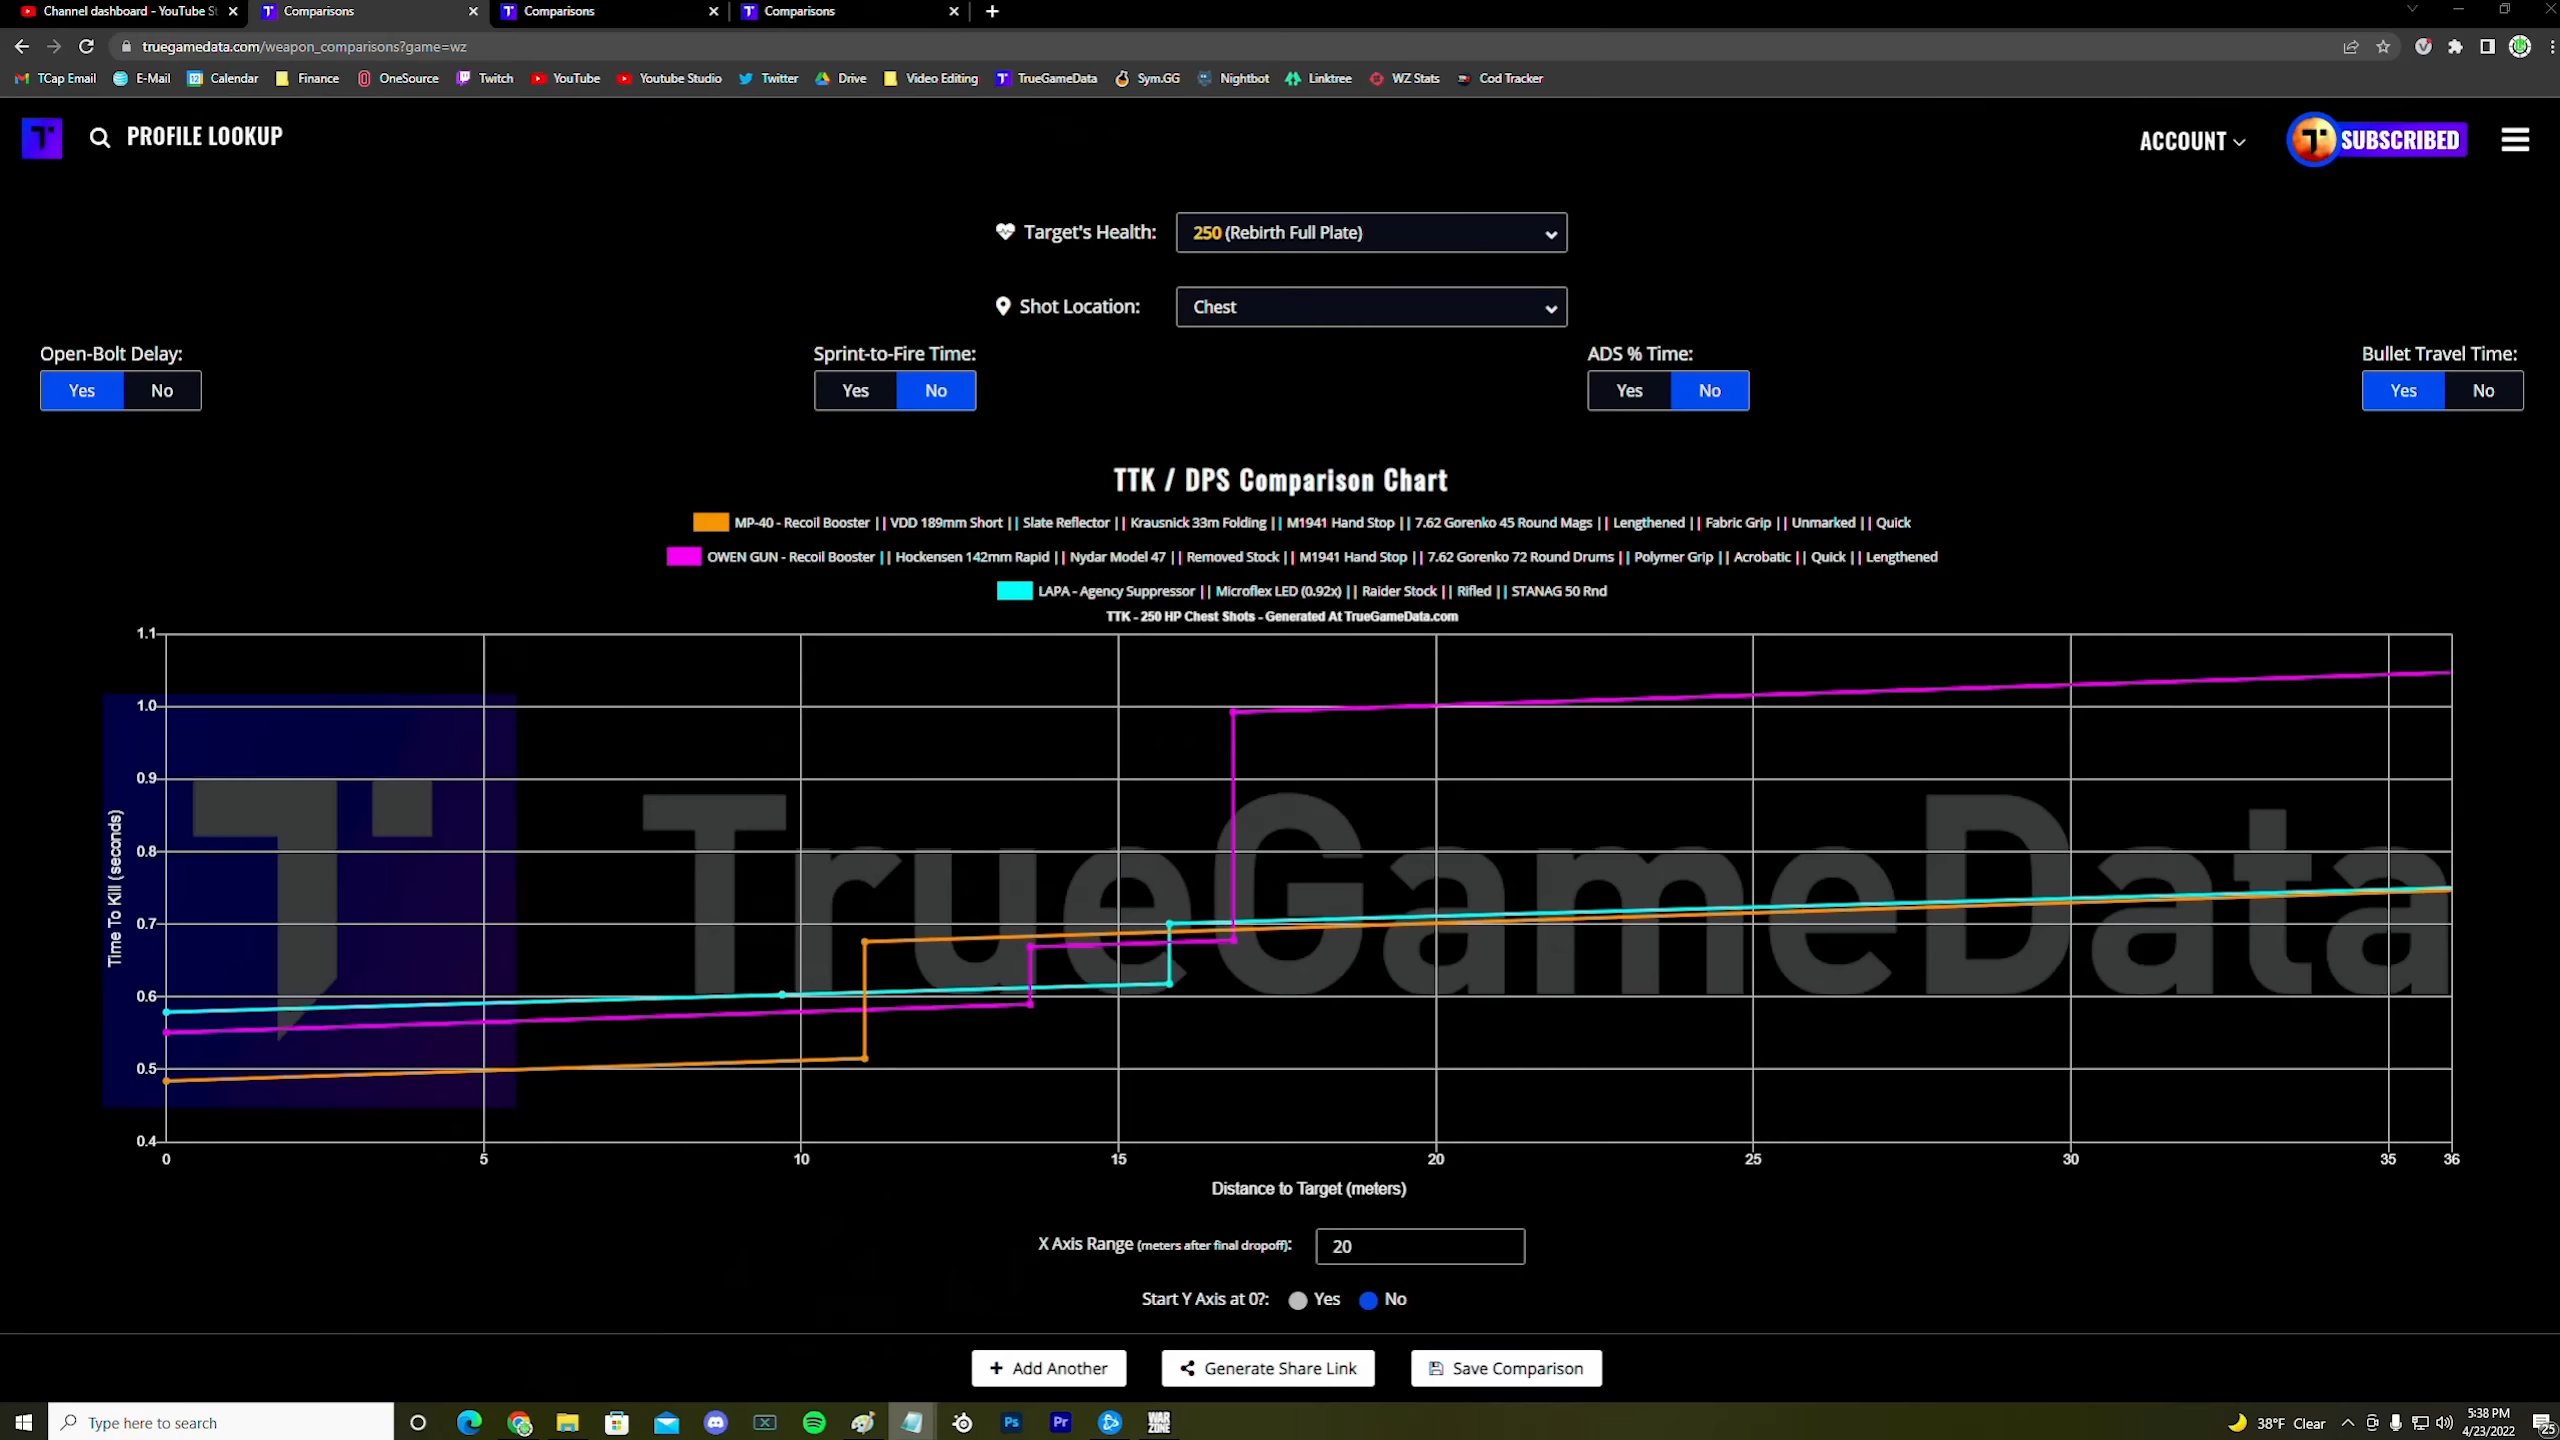 Channel dashboard - YouTube St
Comparisons
Comparisons
Comparisons
truegamedata.com/weapon_comparisons?game=wz
TCap Email E-Mail Calendar Finance OneSource Twitch YouTube Youtube Studio Twitter Drive Video Editing TrueGameData Sym.GG Nightbot Linktree WZ Stats Cod Tracker
PROFILE LOOKUP
ACCOUNT
SUBSCRIBED
Target's Health: 250 (Rebirth Full Plate)
Shot Location: Chest
Open-Bolt Delay: Sprint-to-Fire Time: ADS % Time: Bullet Travel Time:
Yes No Yes No Yes No Yes No
TTK / DPS Comparison Chart
MP-40 - Recoil Booster || VDD 189mm Short || Slate Reflector || Krausnick 33m Folding || M1941 Hand Stop || 7.62 Gorenko 45 Round Mags || Lengthened || Fabric Grip || Unmarked || Quick
OWEN GUN - Recoil Booster || Hockensen 142mm Rapid || Nydar Model 47 || Removed Stock || M1941 Hand Stop || 7.62 Gorenko 72 Round Drums || Polymer Grip || Acrobatic || Quick || Lengthened
LAPA - Agency Suppressor || Microflex LED (0.92x) || Raider Stock || Rifled || STANAG 50 Rnd
TTK - 250 HP Chest Shots - Generated At TrueGameData.com
1.1
1.0
0.9
0.8
0.7
0.6
0.5
0.4
Time To Kill (seconds)
TrueGameData
0 5 10 15 20 25 30 35 36
Distance to Target (meters)
X Axis Range (meters after final dropoff): 20
Start Y Axis at 0?: Yes No
+ Add Another
Generate Share Link
Save Comparison
Type here to search
Ps
Pr
WAR
ZONE
38°F Clear
5:38 PM
4/23/2022
25